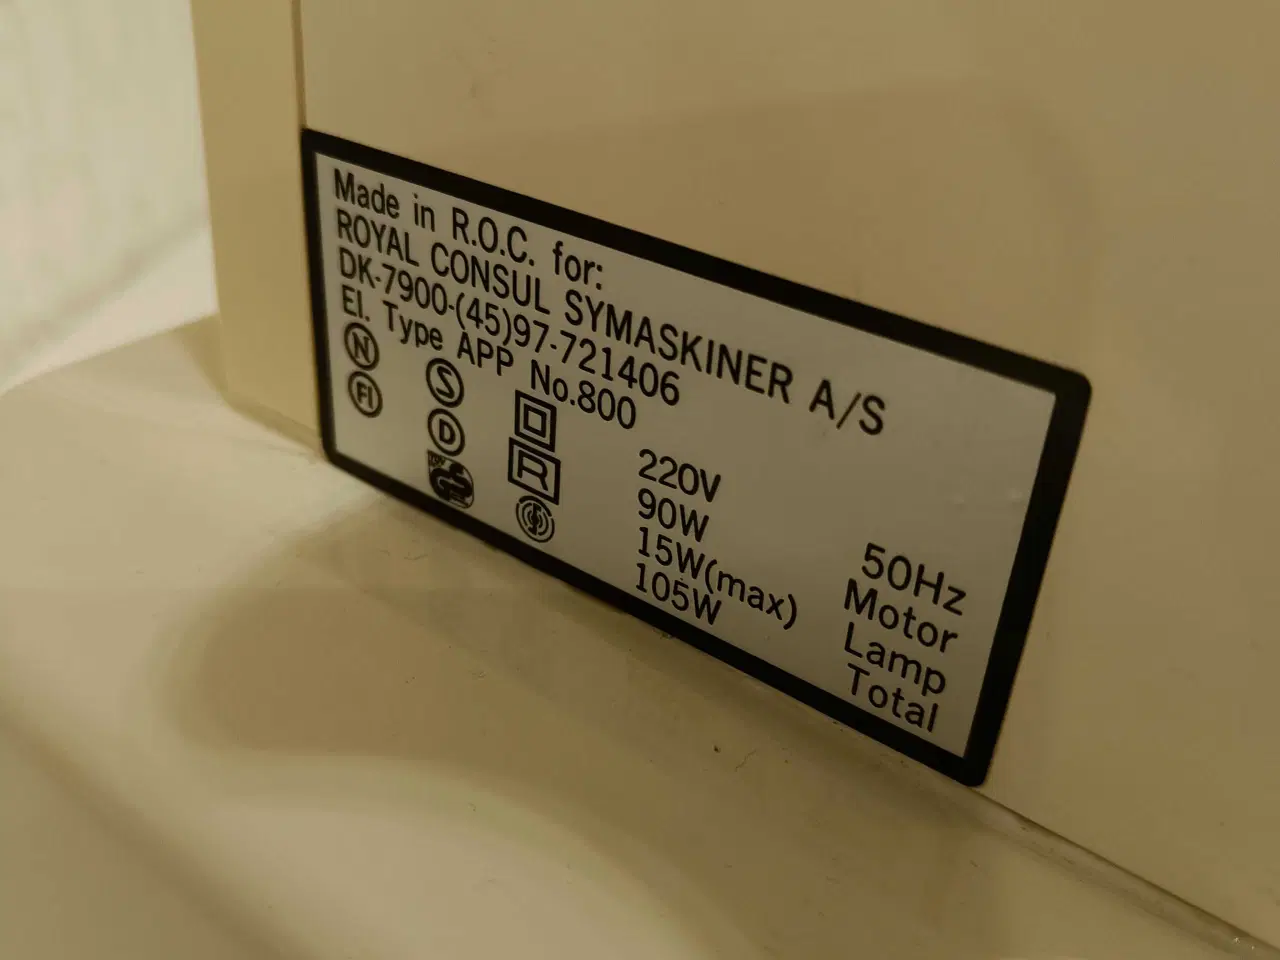 Made in R.O.C. for:
ROYAL CONSUL SYMASKINER A/S
DK-7900-(45)97-721406
El. Type APP No.800
N S
FI D
R
220V 50Hz
90W Motor
15W(max) Lamp
105W Total